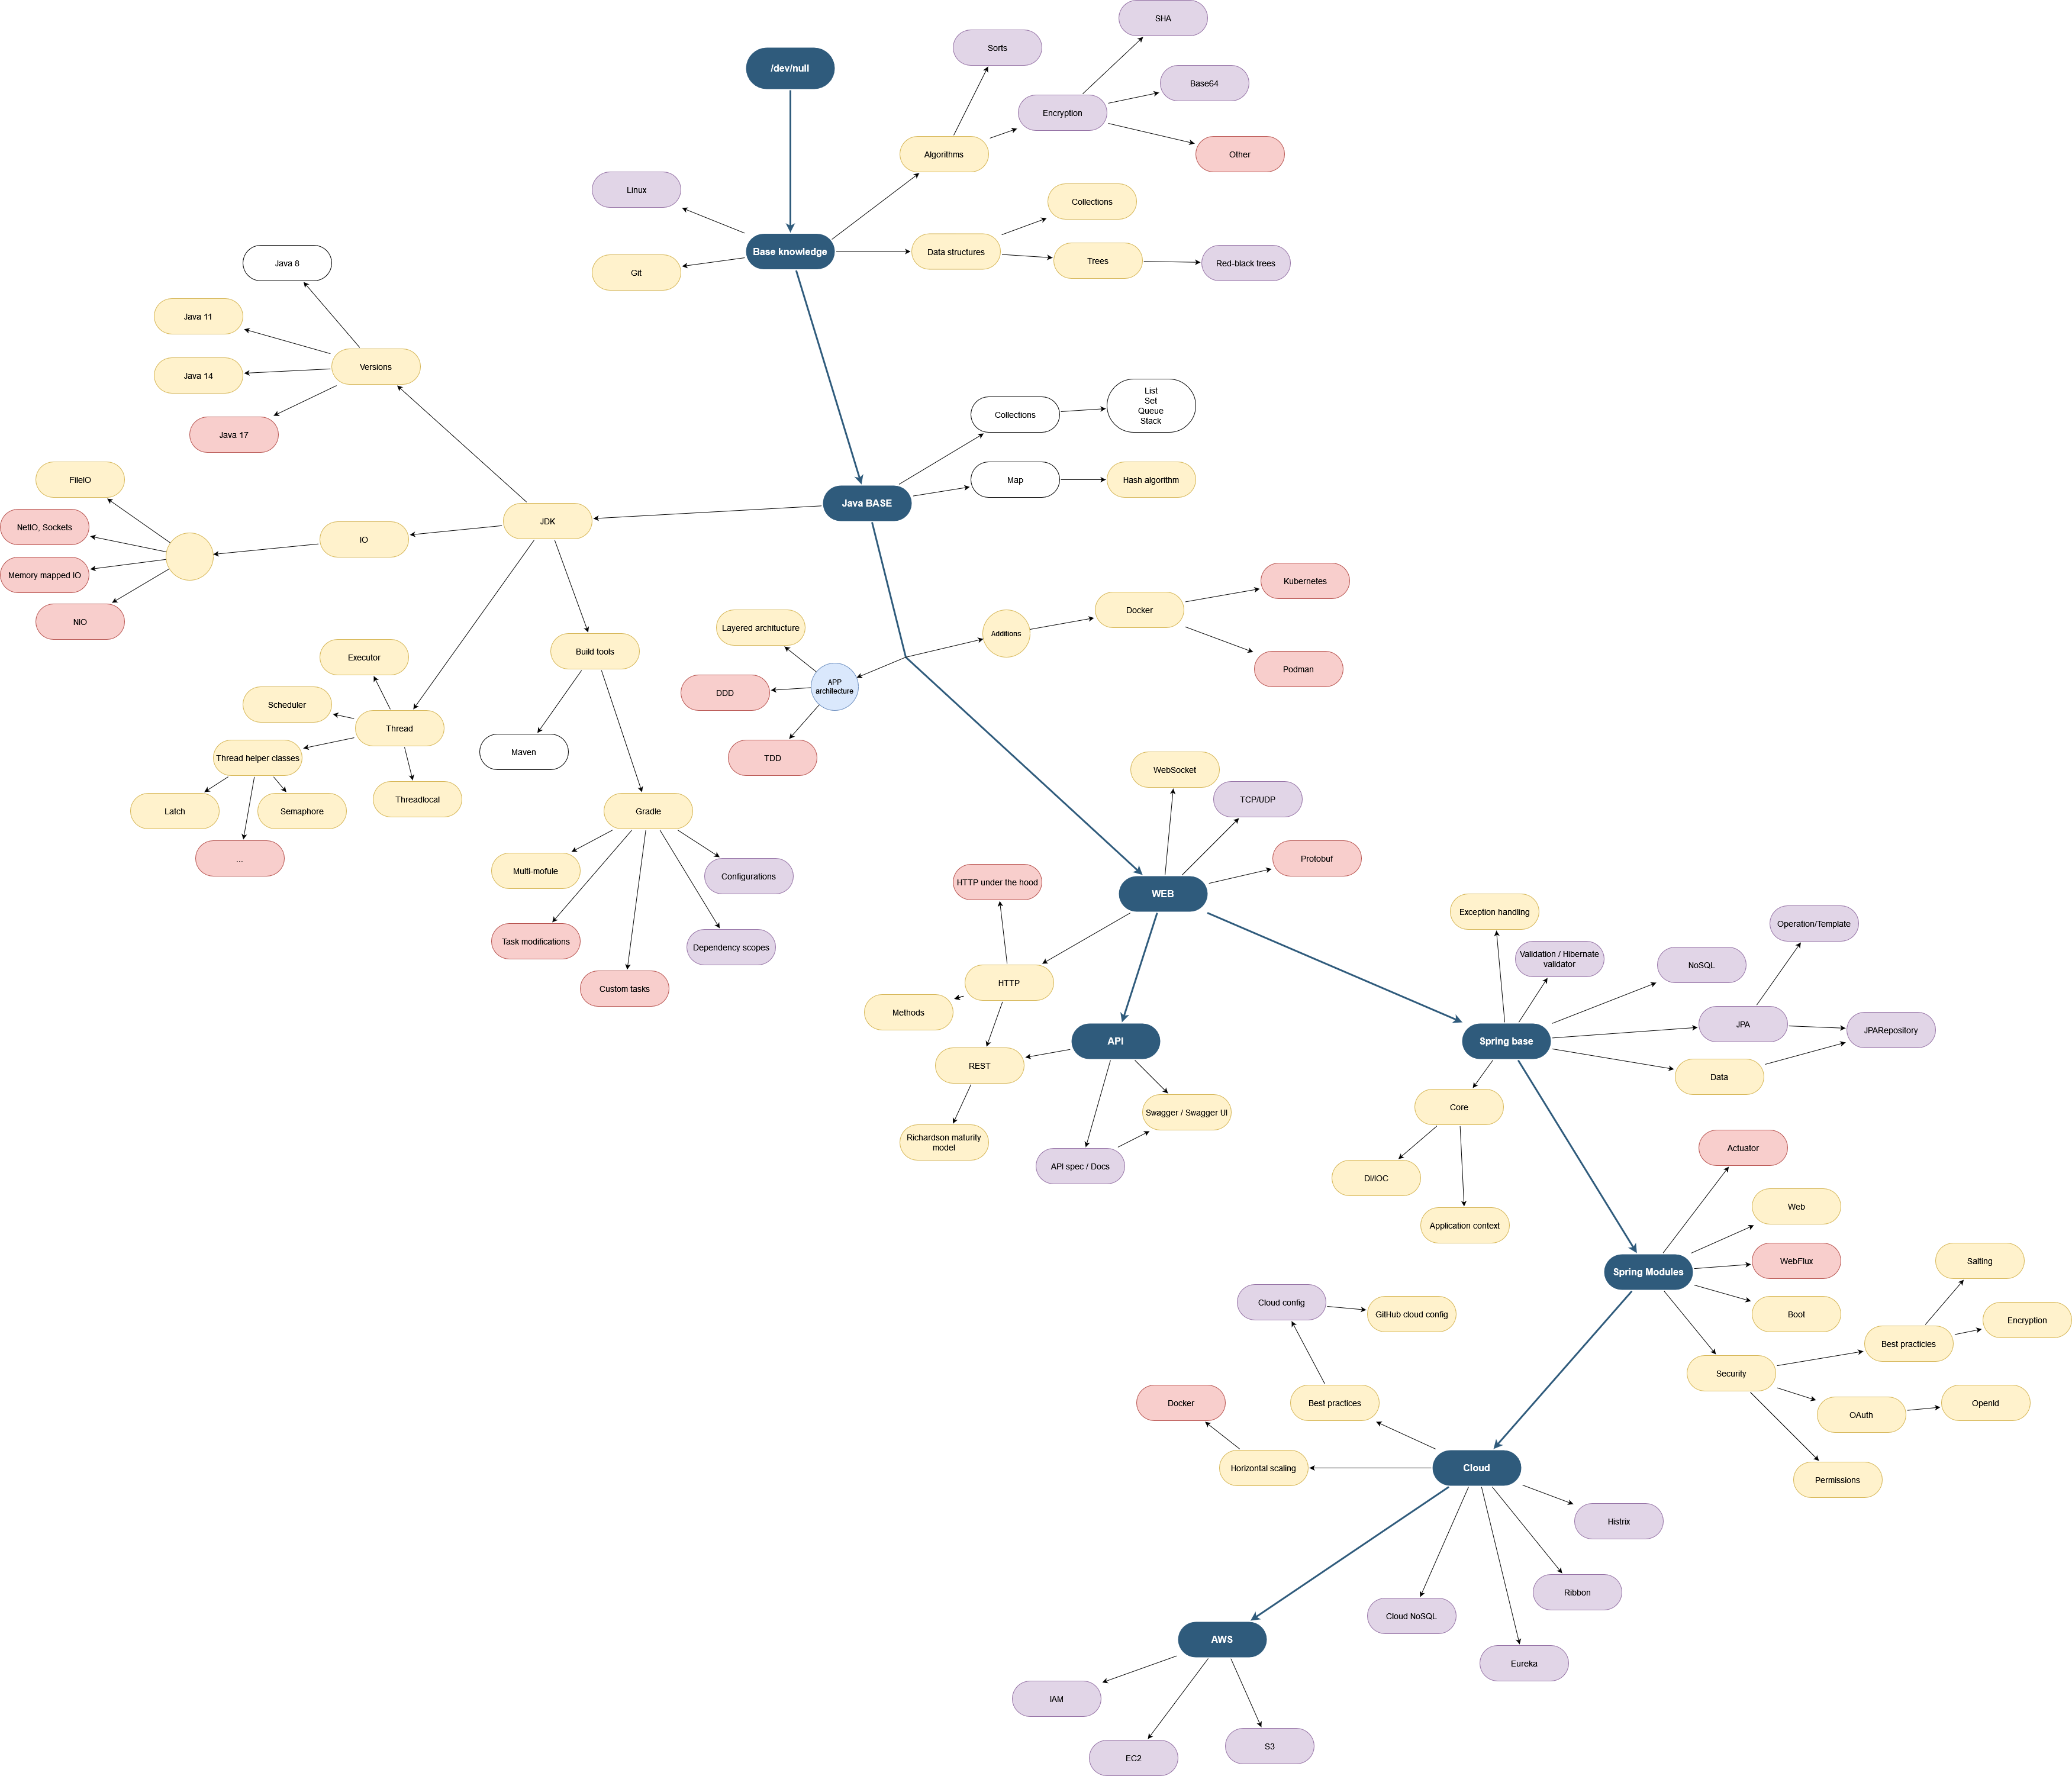 SHA
Sorts
/dev/null
Base64
Encryption
Algorithms
Other
Linux
Collections
Base knowledge
Data structures
Trees
Red-black trees
Git
Java 8
Java 11
Versions
Java 14
Java 17
Collections
List
Set
Queue
Stack
Map
Hash algorithm
Java BASE
FileIO
NetIO, Sockets
JDK
IO
Memory mapped IO
NIO
Kubernetes
Docker
Additions
Podman
Layered architucture
APP
architecture
DDD
TDD
Build tools
Executor
Scheduler
Thread
Thread helper classes
Maven
Threadlocal
Latch
Semaphore
...
Gradle
Multi-mofule
Configurations
Task modifications
Dependency scopes
Custom tasks
WebSocket
TCP/UDP
Protobuf
HTTP under the hood
WEB
HTTP
Methods
API
REST
Swagger / Swagger UI
Richardson maturity
model
API spec / Docs
Exception handling
Operation/Template
Validation / Hibernate
validator
NoSQL
JPA
JPARepository
Spring base
Data
Core
DI/IOC
Application context
Actuator
Web
WebFlux
Spring Modules
Boot
Salting
Encryption
Best practicies
Security
OAuth
OpenId
Permissions
Cloud config
GitHub cloud config
Docker
Best practices
Horizontal scaling
Cloud
Histrix
Ribbon
Cloud NoSQL
Eureka
AWS
IAM
EC2
S3